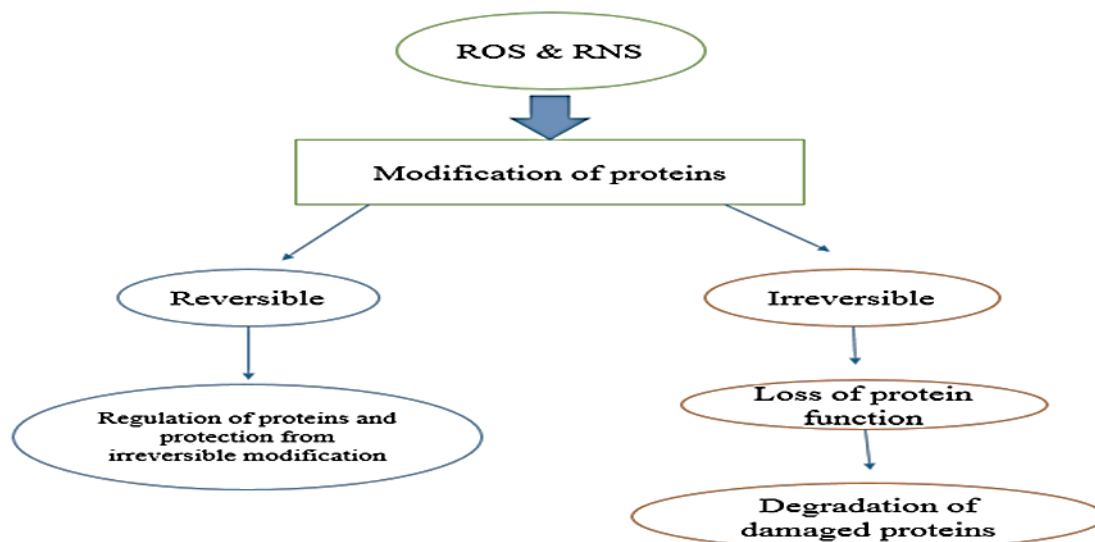 ROS & RNS
Modification of proteins
Reversible
Irreversible
Regulation of proteins and
protection from
irreversible modification
Loss of protein
function
Degradation of
damaged proteins